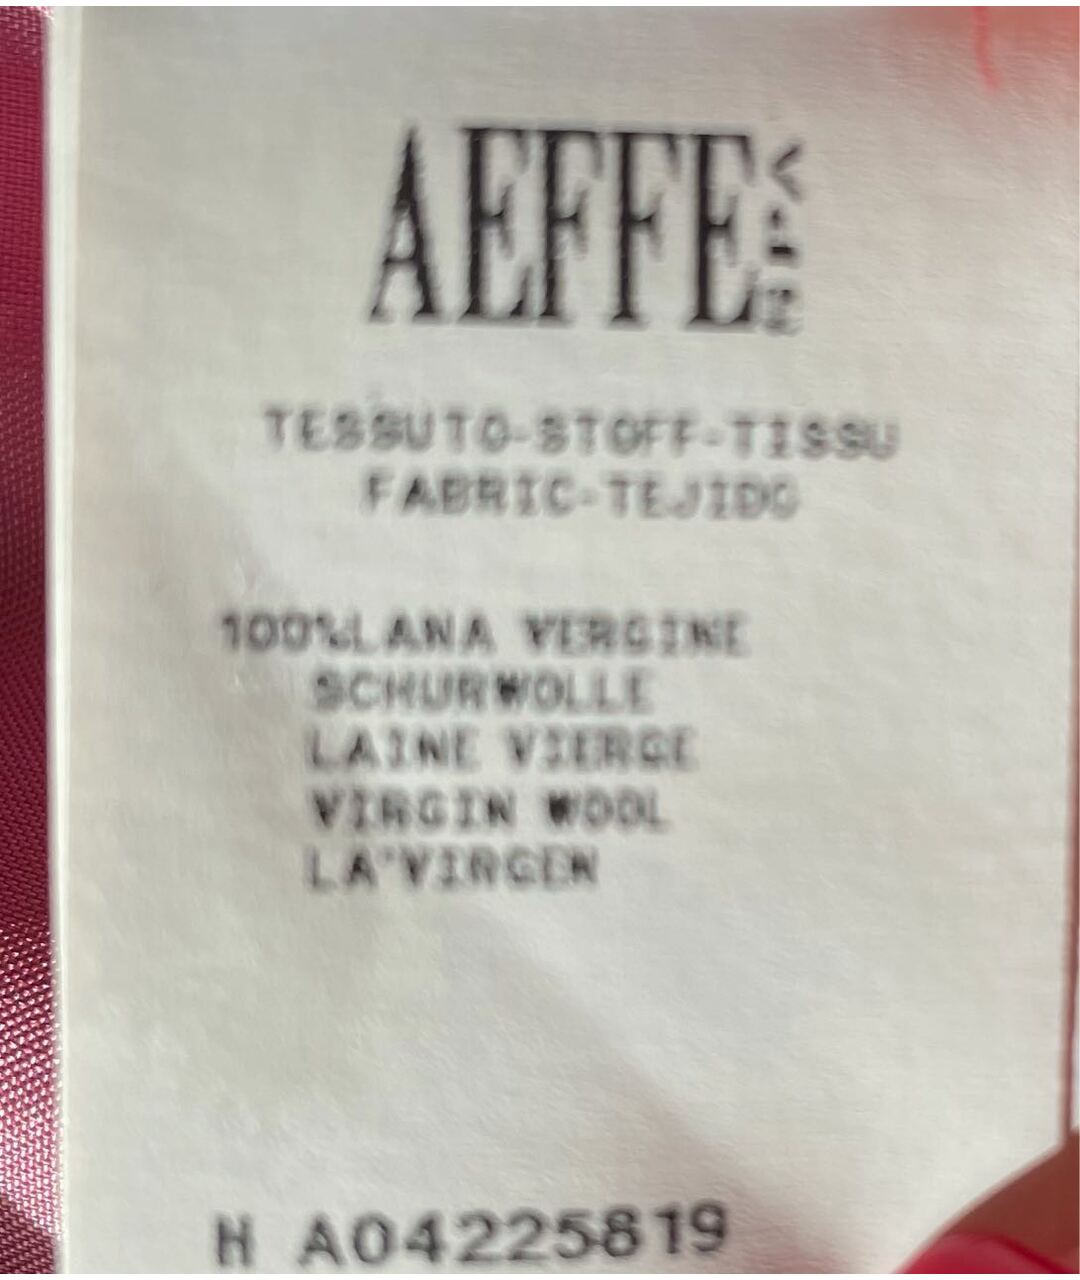 AEFFE
TESSUTO-STOFF-TISSU
FABRIC-TEJIDO
100%LANA VERGINE
SCHURWOLLE
LAINE VIERGE
VIRGIN WOOL
LA'VIRGEN
H A04225819